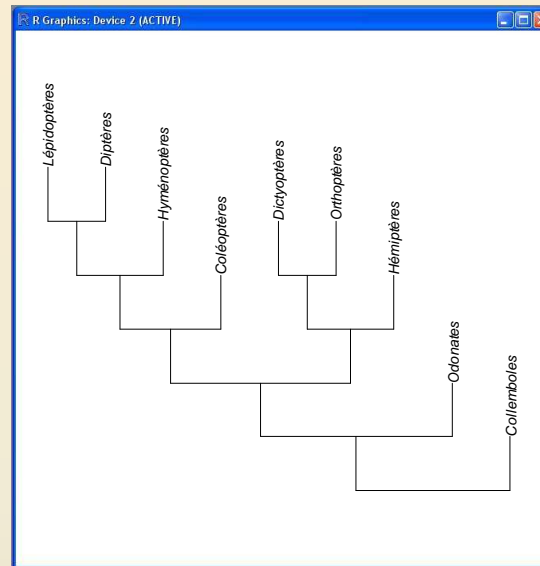 R Graphics: Device 2 (ACTIVE)
Lépidoptères
Diptères
Hyménoptères
Coléoptères
Dictyoptères
Orthoptères
Hémiptères
Odonates
Collemboles